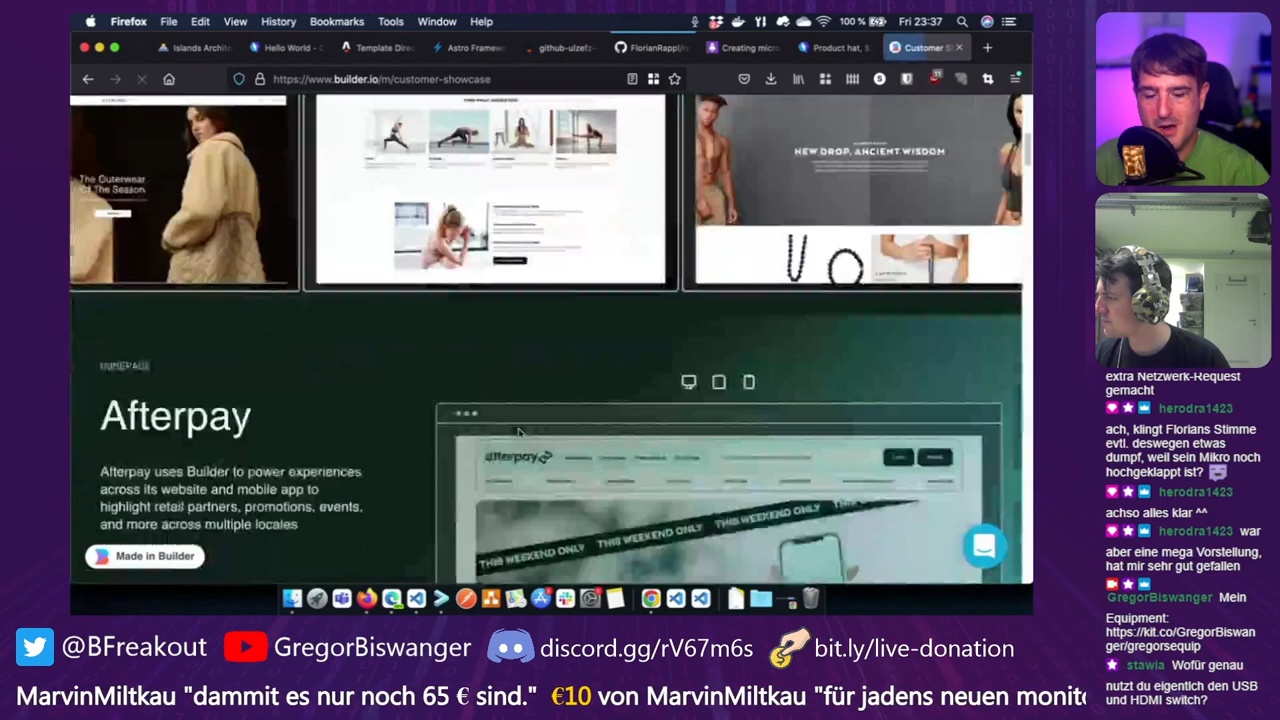 Firefox File Edit View History Bookmarks Tools Window Help
100 % Fri 23:37
Islands Archite
Hello World -
Template Direc
Astro Framew
github-ulzefz-
FlorianRappl/
Creating micro
Product hat, S
Customer S
https://www.builder.io/m/customer-showcase
The Outerwear
Of The Season
NEW DROP, ANCIENT WISDOM
HOMEPAGE
Afterpay
Afterpay uses Builder to power experiences
across its website and mobile app to
highlight retail partners, promotions, events,
and more across multiple locales
Made in Builder
afterpay
THIS WEEKEND ONLY THIS WEEKEND ONLY THIS WEEKEND ONLY
extra Netzwerk-Request
gemacht
herodra1423
ach, klingt Florians Stimme
evtl. deswegen etwas
dumpf, weil sein Mikro noch
hochgeklappt ist?
herodra1423
achso alles klar ^^
herodra1423 war
aber eine mega Vorstellung,
hat mir sehr gut gefallen
GregorBiswanger Mein
Equipment:
https://kit.co/GregorBiswan
ger/gregorsequip
stawia Wofür genau
nutzt du eigentlich den USB
und HDMI switch?
@BFreakout GregorBiswanger discord.gg/rV67m6s bit.ly/live-donation
MarvinMiltkau "dammit es nur noch 65 € sind." €10 von MarvinMiltkau "für jadens neuen monito